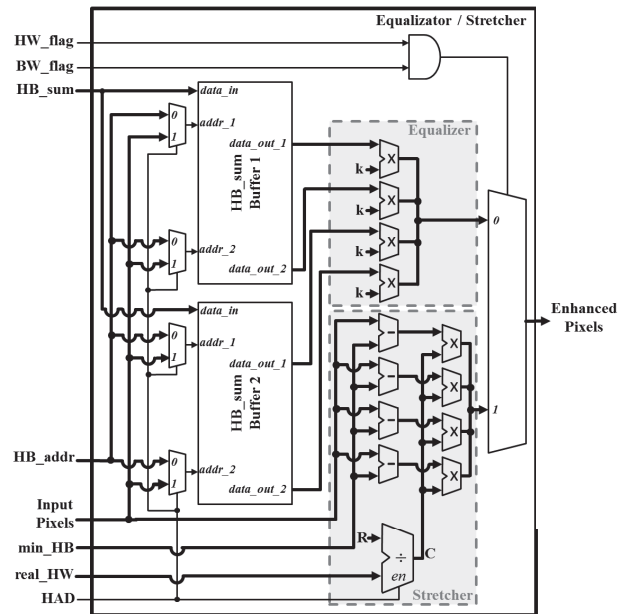 Equalizator / Stretcher
HW_flag
BW_flag
HB_sum
data_in
0
1
addr_1
data_out_1
HB_sum
Buffer 1
0
1
addr_2
data_out_2
Equalizer
X
k
X
k
X
k
X
k
0
Enhanced
Pixels
data_in
0
1
addr_1
data_out_1
HB_sum
Buffer 2
HB_addr
0
1
addr_2
data_out_2
−
X
−
X
−
X
−
X
1
Input
Pixels
min_HB
R
÷
C
real_HW
en
HAD
Stretcher